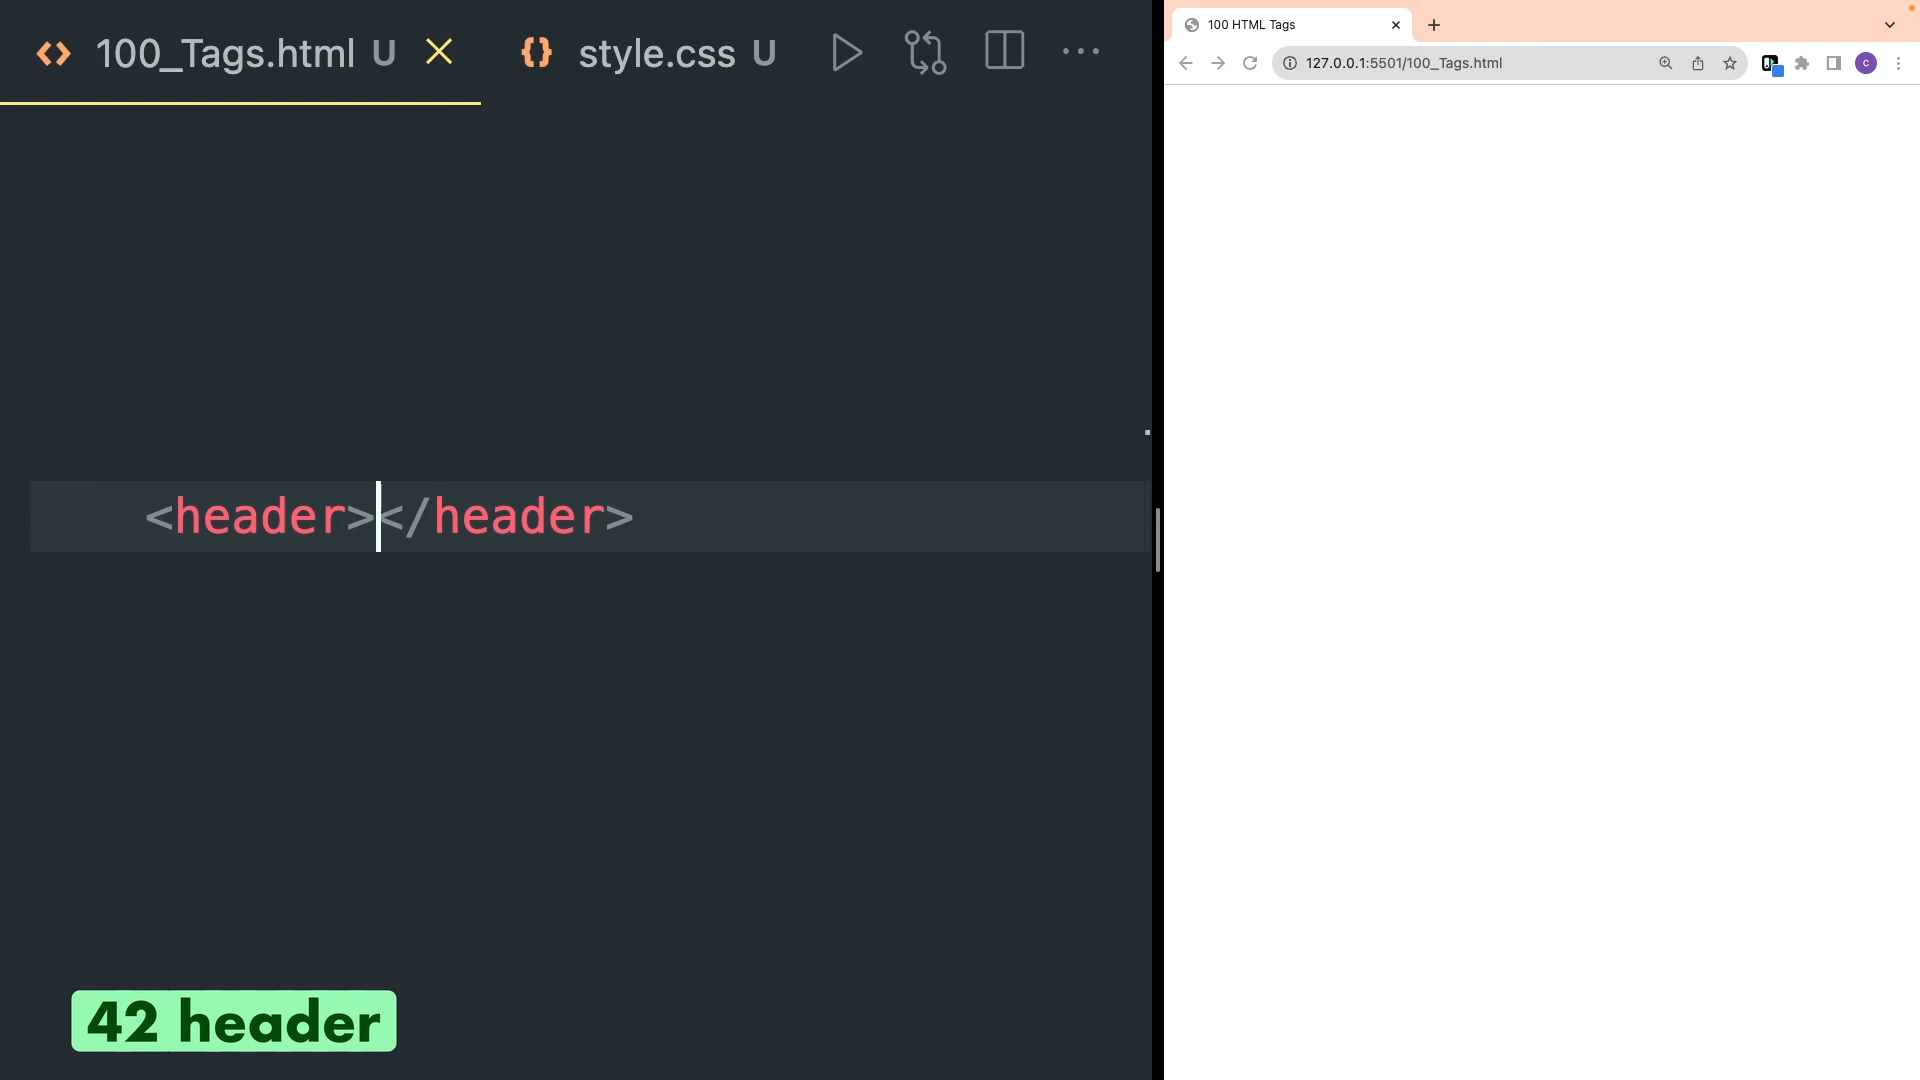 100_Tags.html U
style.css U
<header></header>
42 header
100 HTML Tags
127.0.0.1:5501/100_Tags.html
c